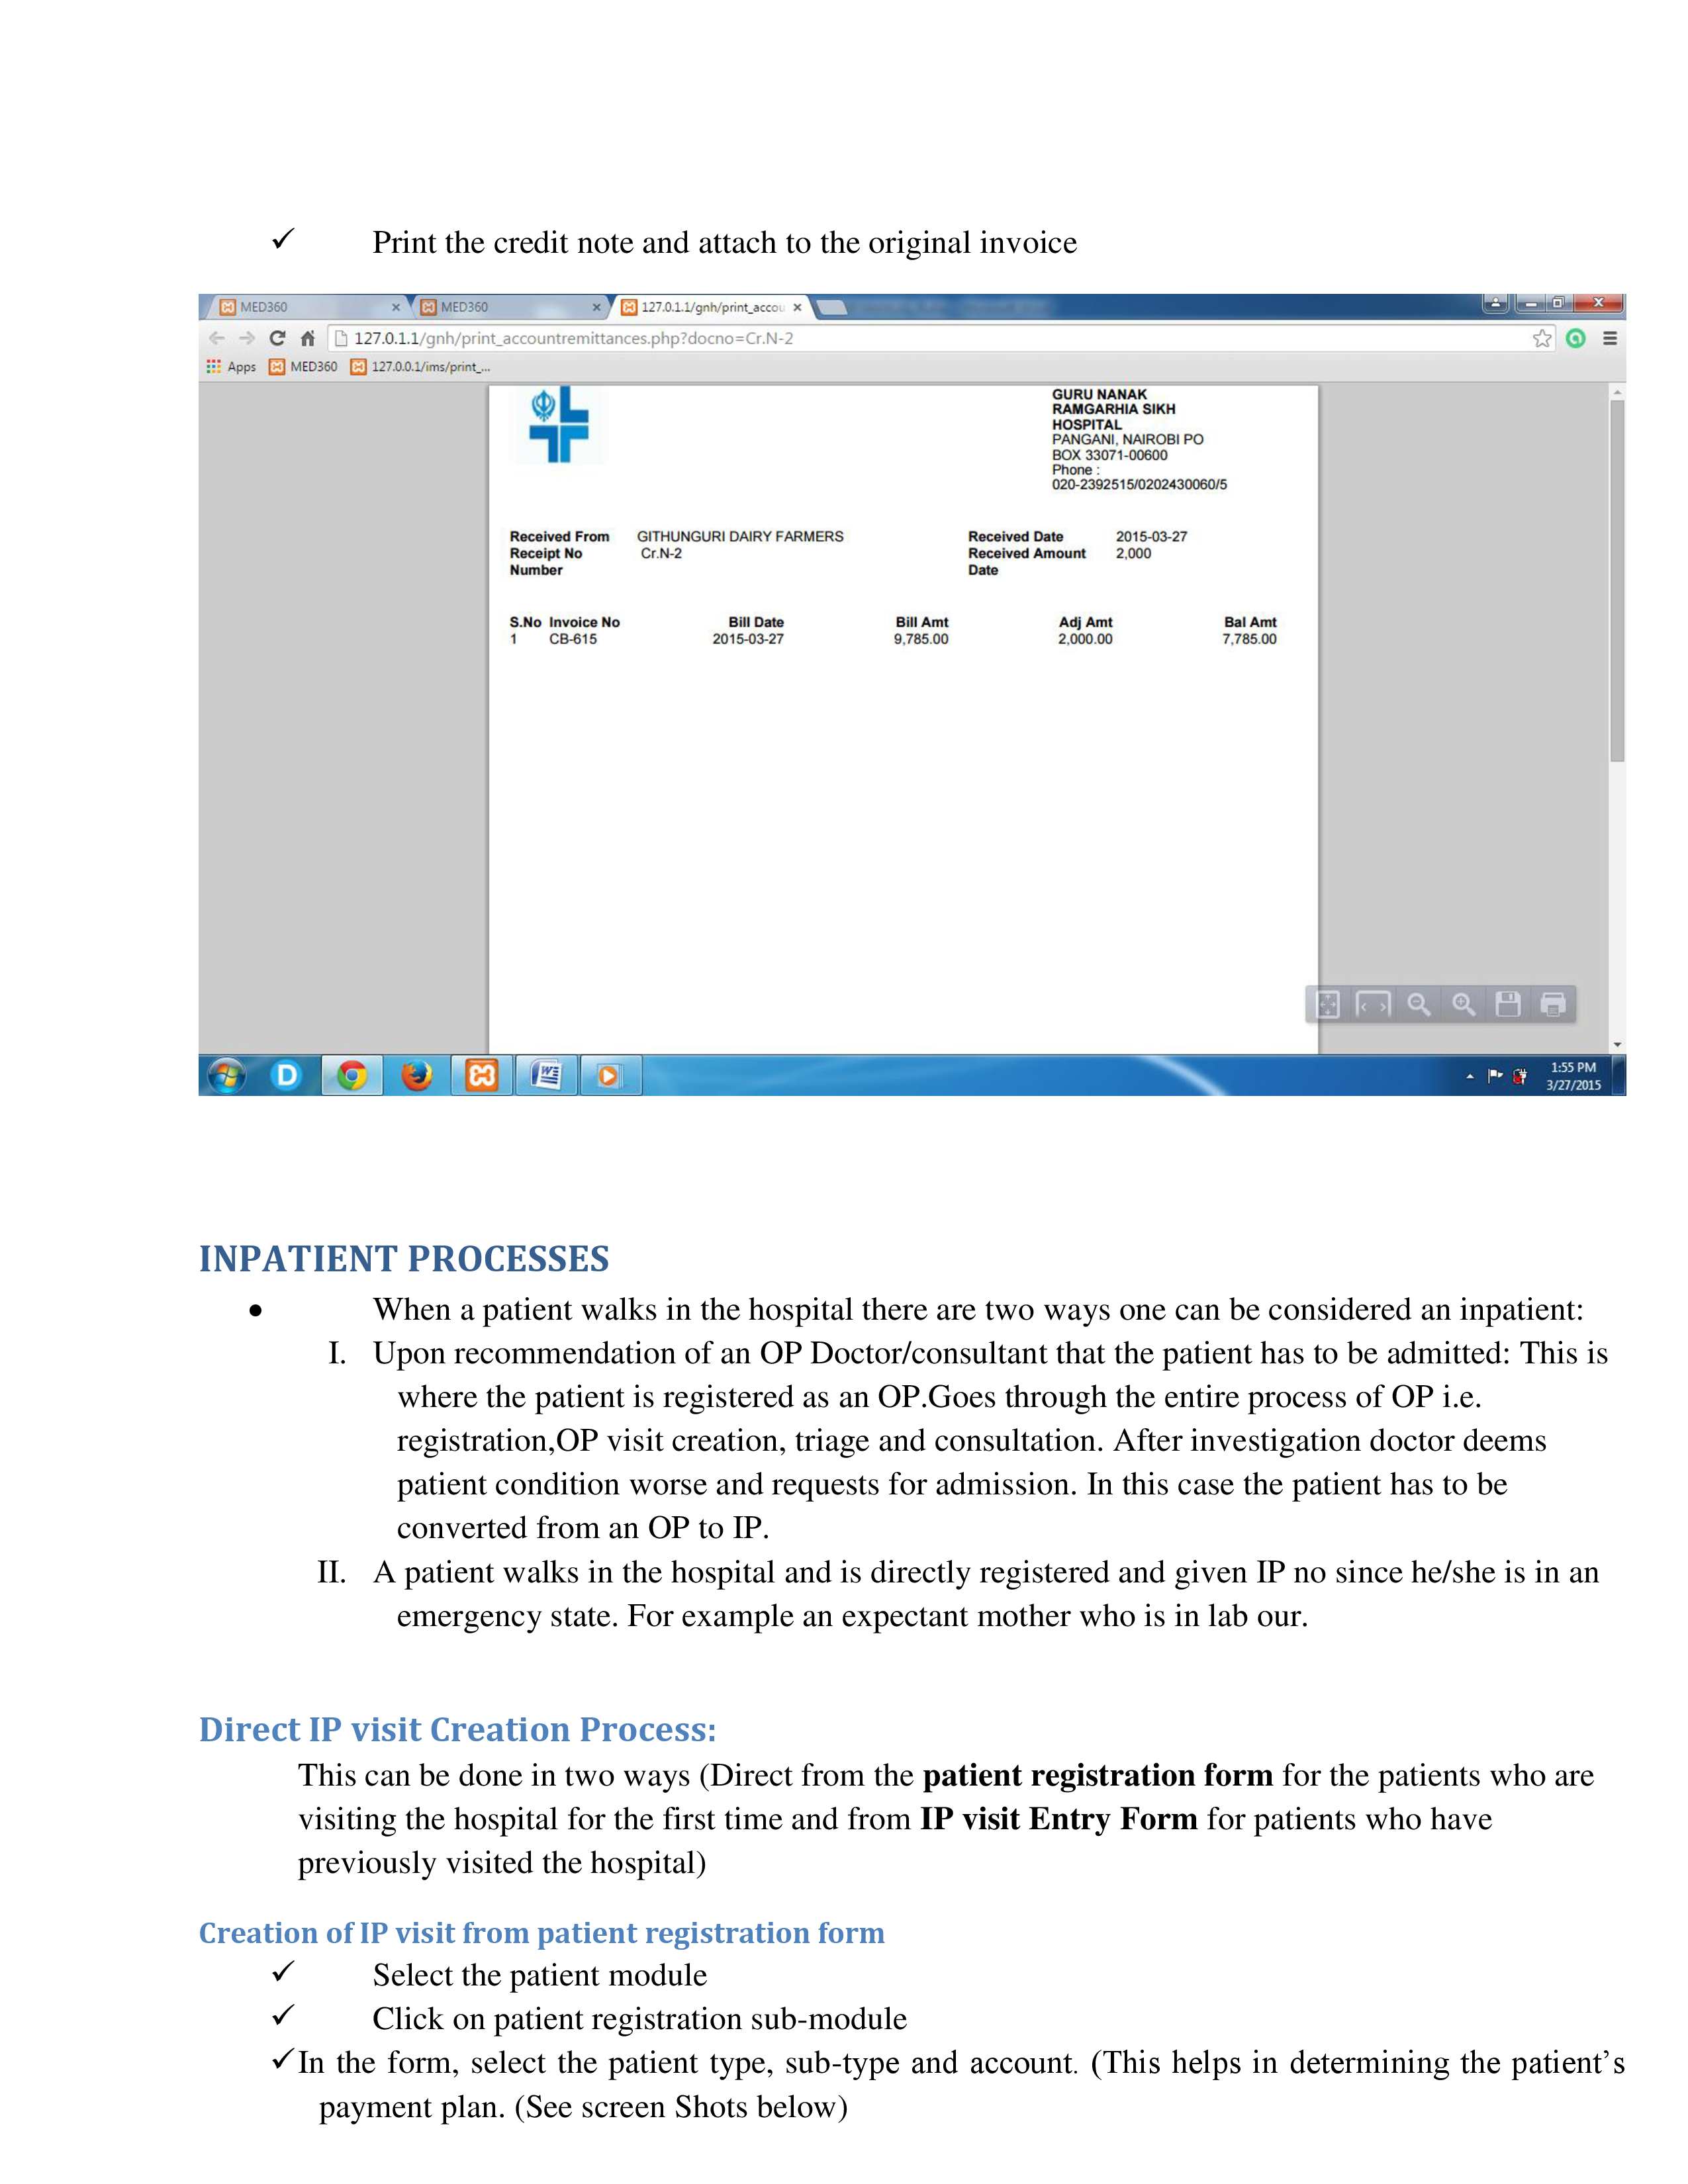 ✓ Print the credit note and attach to the original invoice
MED360 MED360 127.0.1.1/gnh/print_accou
127.0.1.1/gnh/print_accountremittances.php?docno=Cr.N-2
Apps MED360 127.0.0.1/ims/print_...
GURU NANAK
RAMGARHIA SIKH
HOSPITAL
PANGANI, NAIROBI PO
BOX 33071-00600
Phone :
020-2392515/0202430060/5
Received From GITHUNGURI DAIRY FARMERS Received Date 2015-03-27
Receipt No Cr.N-2 Received Amount 2,000
Number Date
S.No Invoice No Bill Date Bill Amt Adj Amt Bal Amt
1 CB-615 2015-03-27 9,785.00 2,000.00 7,785.00
1:55 PM
3/27/2015
INPATIENT PROCESSES
• When a patient walks in the hospital there are two ways one can be considered an inpatient:
I. Upon recommendation of an OP Doctor/consultant that the patient has to be admitted: This is
where the patient is registered as an OP.Goes through the entire process of OP i.e.
registration,OP visit creation, triage and consultation. After investigation doctor deems
patient condition worse and requests for admission. In this case the patient has to be
converted from an OP to IP.
II. A patient walks in the hospital and is directly registered and given IP no since he/she is in an
emergency state. For example an expectant mother who is in lab our.
Direct IP visit Creation Process:
This can be done in two ways (Direct from the patient registration form for the patients who are
visiting the hospital for the first time and from IP visit Entry Form for patients who have
previously visited the hospital)
Creation of IP visit from patient registration form
✓ Select the patient module
✓ Click on patient registration sub-module
✓ In the form, select the patient type, sub-type and account. (This helps in determining the patient’s
payment plan. (See screen Shots below)